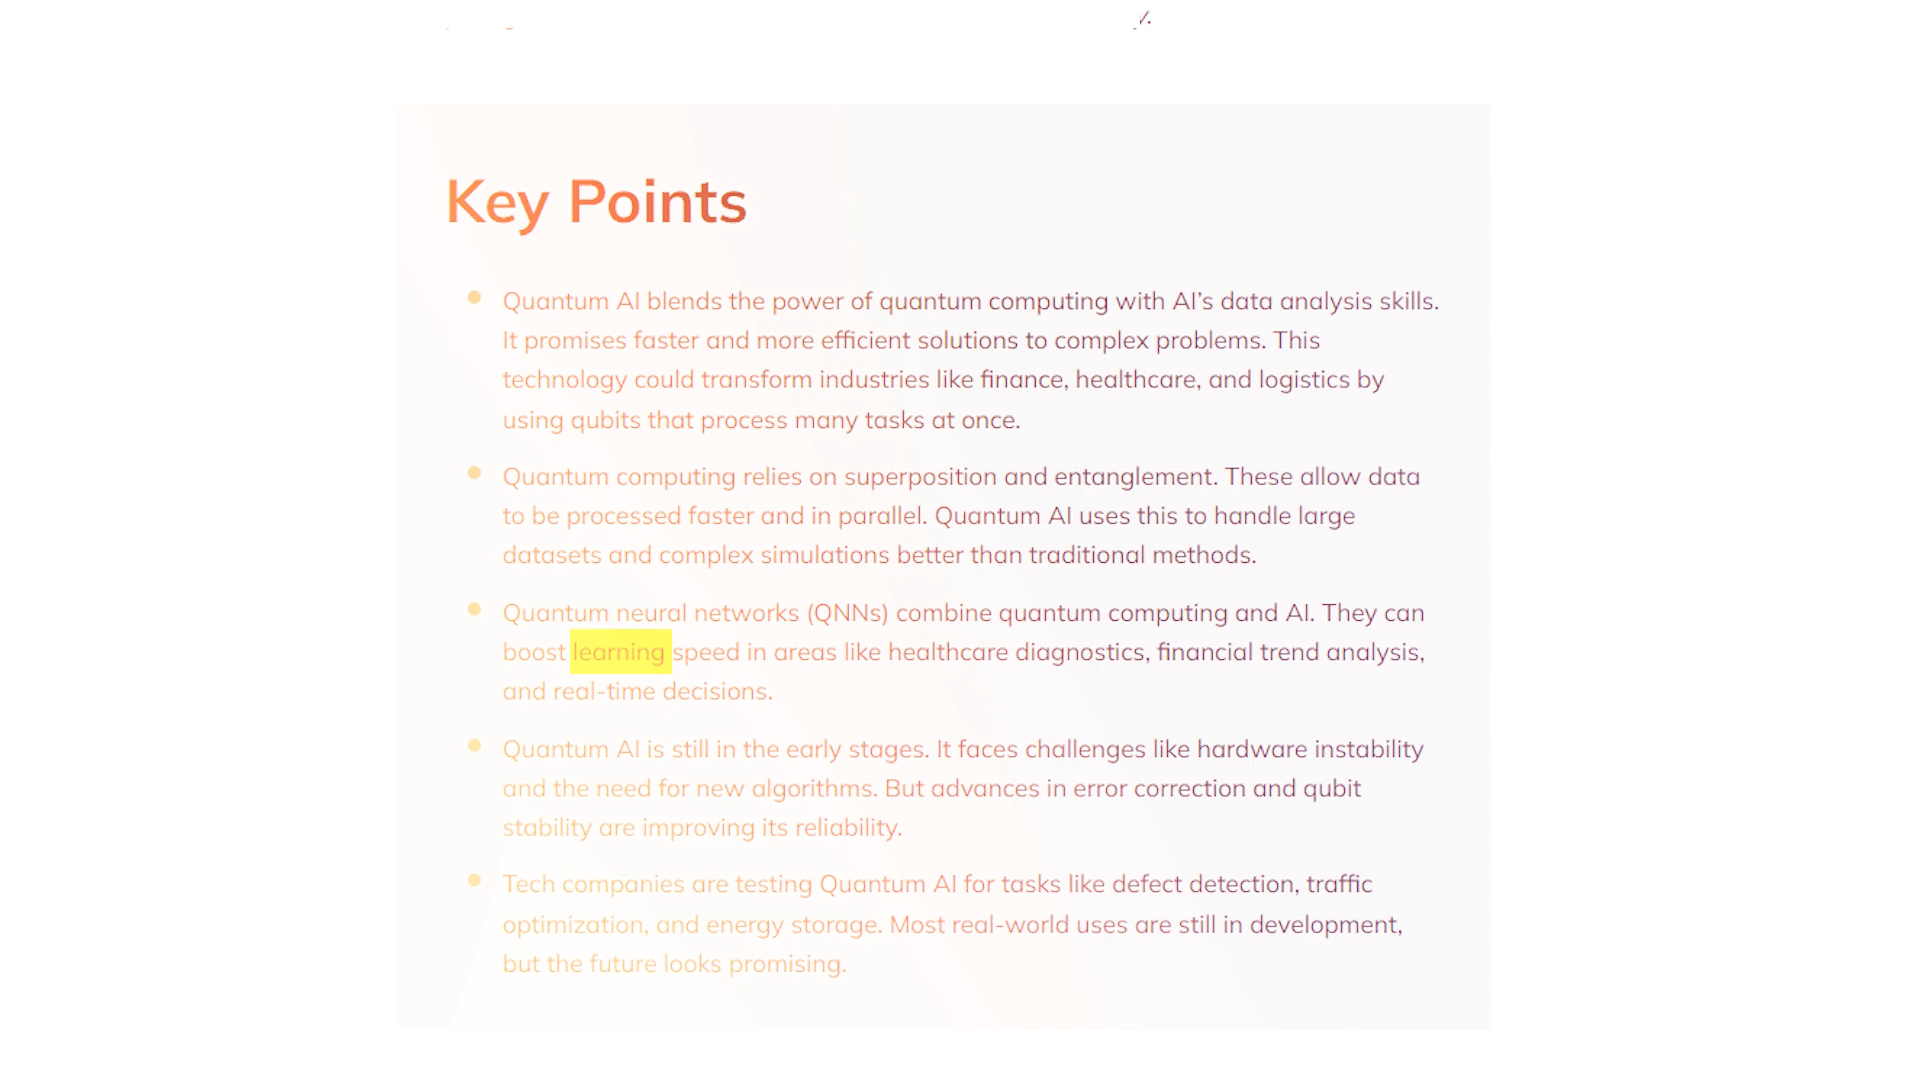 Key Points
Quantum AI blends the power of quantum computing with AI’s data analysis skills.
It promises faster and more efficient solutions to complex problems. This
technology could transform industries like finance, healthcare, and logistics by
using qubits that process many tasks at once.
Quantum computing relies on superposition and entanglement. These allow data
to be processed faster and in parallel. Quantum AI uses this to handle large
datasets and complex simulations better than traditional methods.
Quantum neural networks (QNNs) combine quantum computing and AI. They can
boost learning speed in areas like healthcare diagnostics, financial trend analysis,
and real-time decisions.
Quantum AI is still in the early stages. It faces challenges like hardware instability
and the need for new algorithms. But advances in error correction and qubit
stability are improving its reliability.
Tech companies are testing Quantum AI for tasks like defect detection, traffic
optimization, and energy storage. Most real-world uses are still in development,
but the future looks promising.